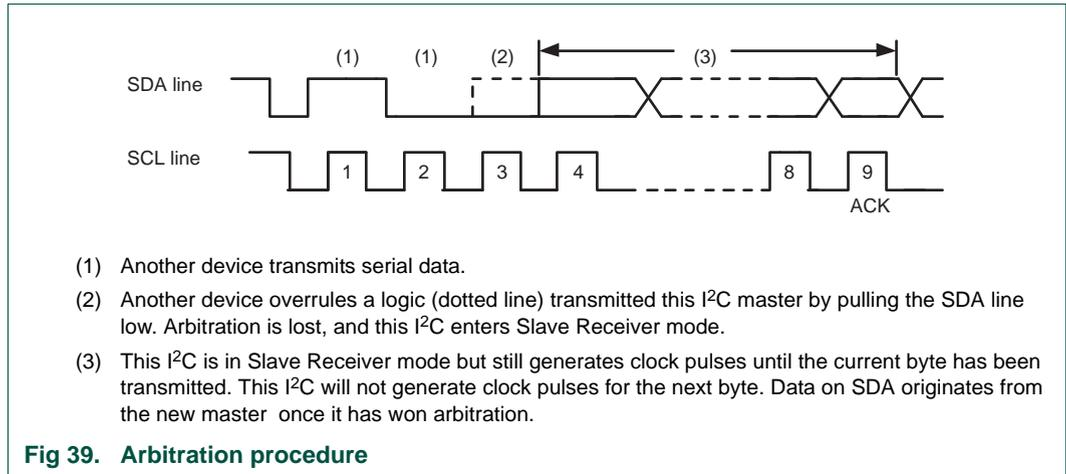 (1) (1) (2) (3)
SDA line
SCL line
1 2 3 4 8 9
ACK
(1) Another device transmits serial data.
(2) Another device overrules a logic (dotted line) transmitted this I2C master by pulling the SDA line
low. Arbitration is lost, and this I2C enters Slave Receiver mode.
(3) This I2C is in Slave Receiver mode but still generates clock pulses until the current byte has been
transmitted. This I2C will not generate clock pulses for the next byte. Data on SDA originates from
the new master once it has won arbitration.
Fig 39. Arbitration procedure